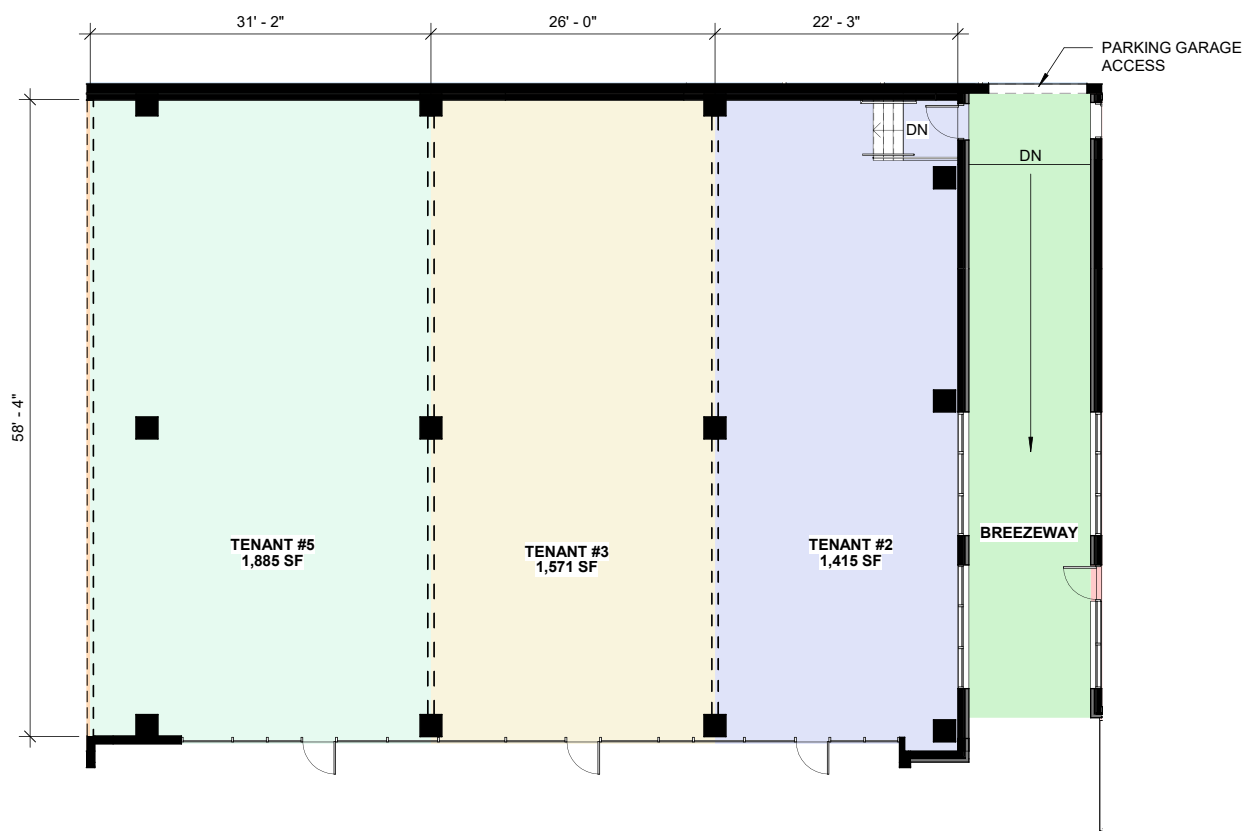 31' - 2"
26' - 0"
22' - 3"
PARKING GARAGE
ACCESS
DN
DN
58' - 4"
BREEZEWAY
TENANT #5
1,885 SF
TENANT #3
1,571 SF
TENANT #2
1,415 SF